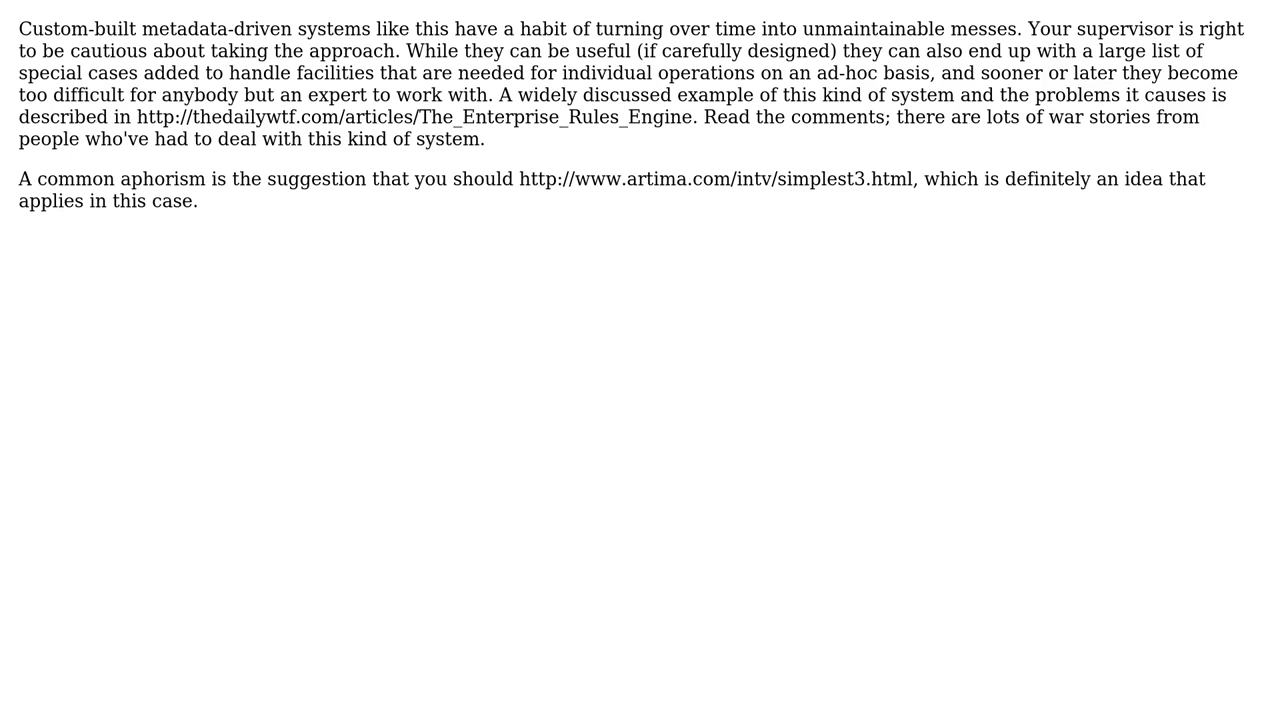 Custom-built metadata-driven systems like this have a habit of turning over time into unmaintainable messes. Your supervisor is right
to be cautious about taking the approach. While they can be useful (if carefully designed) they can also end up with a large list of
special cases added to handle facilities that are needed for individual operations on an ad-hoc basis, and sooner or later they become
too difficult for anybody but an expert to work with. A widely discussed example of this kind of system and the problems it causes is
described in http://thedailywtf.com/articles/The_Enterprise_Rules_Engine. Read the comments; there are lots of war stories from
people who've had to deal with this kind of system.
A common aphorism is the suggestion that you should http://www.artima.com/intv/simplest3.html, which is definitely an idea that
applies in this case.